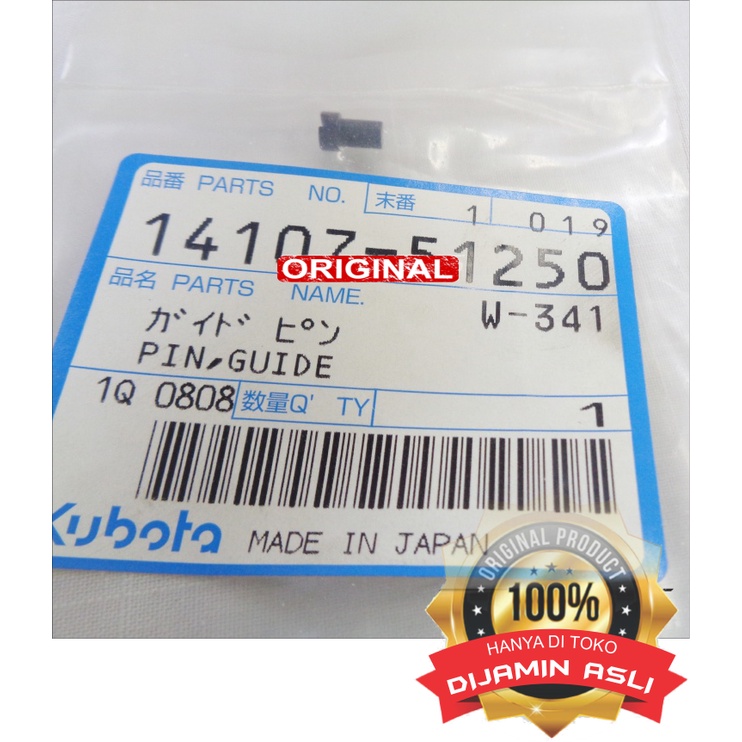 品番 PARTS NO. 末番 1 019
14107-51250
ORIGINAL
品名 PARTS NAME. W-341
ガイド ピン
PIN,GUIDE
1Q 0808 数量Q' TY 1
Kubota MADE IN JAPAN
ORIGINAL PRODUCT
100%
HANYA DI TOKO
DIJAMIN ASLI